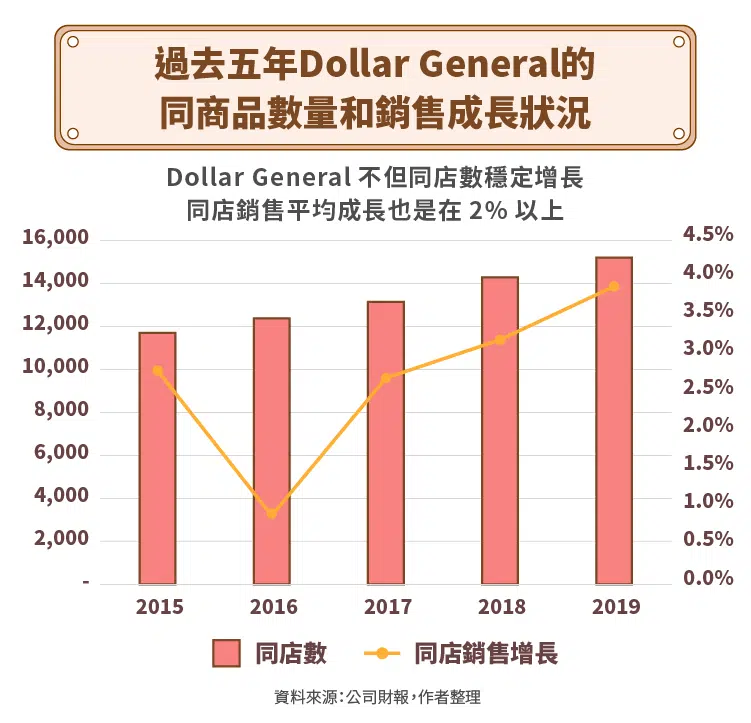 過去五年Dollar General的
同商品數量和銷售成長狀況
Dollar General 不但同店數穩定增長
同店銷售平均成長也是在 2% 以上
16,000
14,000
12,000
10,000
8,000
6,000
4,000
2,000
-
4.5%
4.0%
3.5%
3.0%
2.5%
2.0%
1.5%
1.0%
0.5%
0.0%
2015 2016 2017 2018 2019
同店數 同店銷售增長
資料來源：公司財報，作者整理